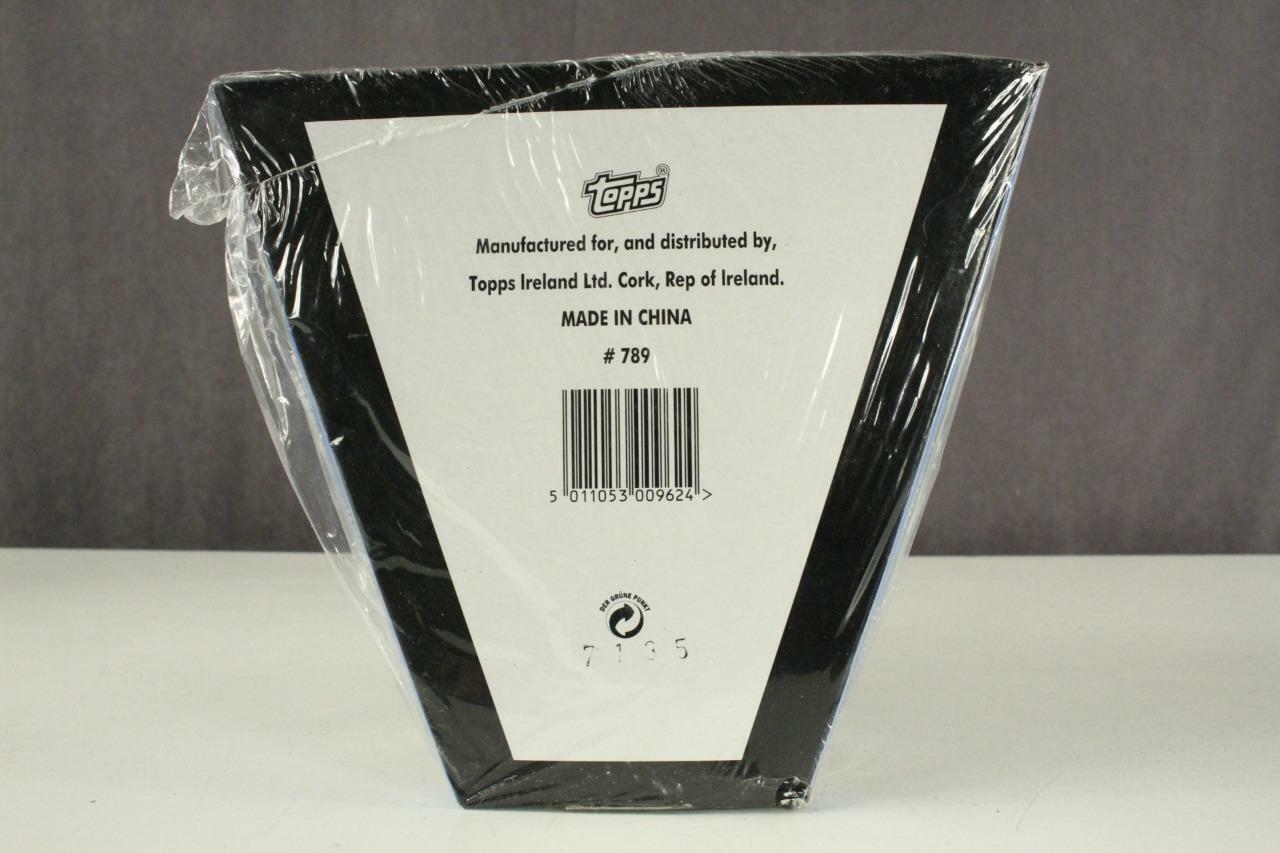 topps®
Manufactured for, and distributed by,
Topps Ireland Ltd. Cork, Rep of Ireland.
MADE IN CHINA
# 789
5 011053 009624 >
DER GRÜNE PUNKT
7 1 3 5